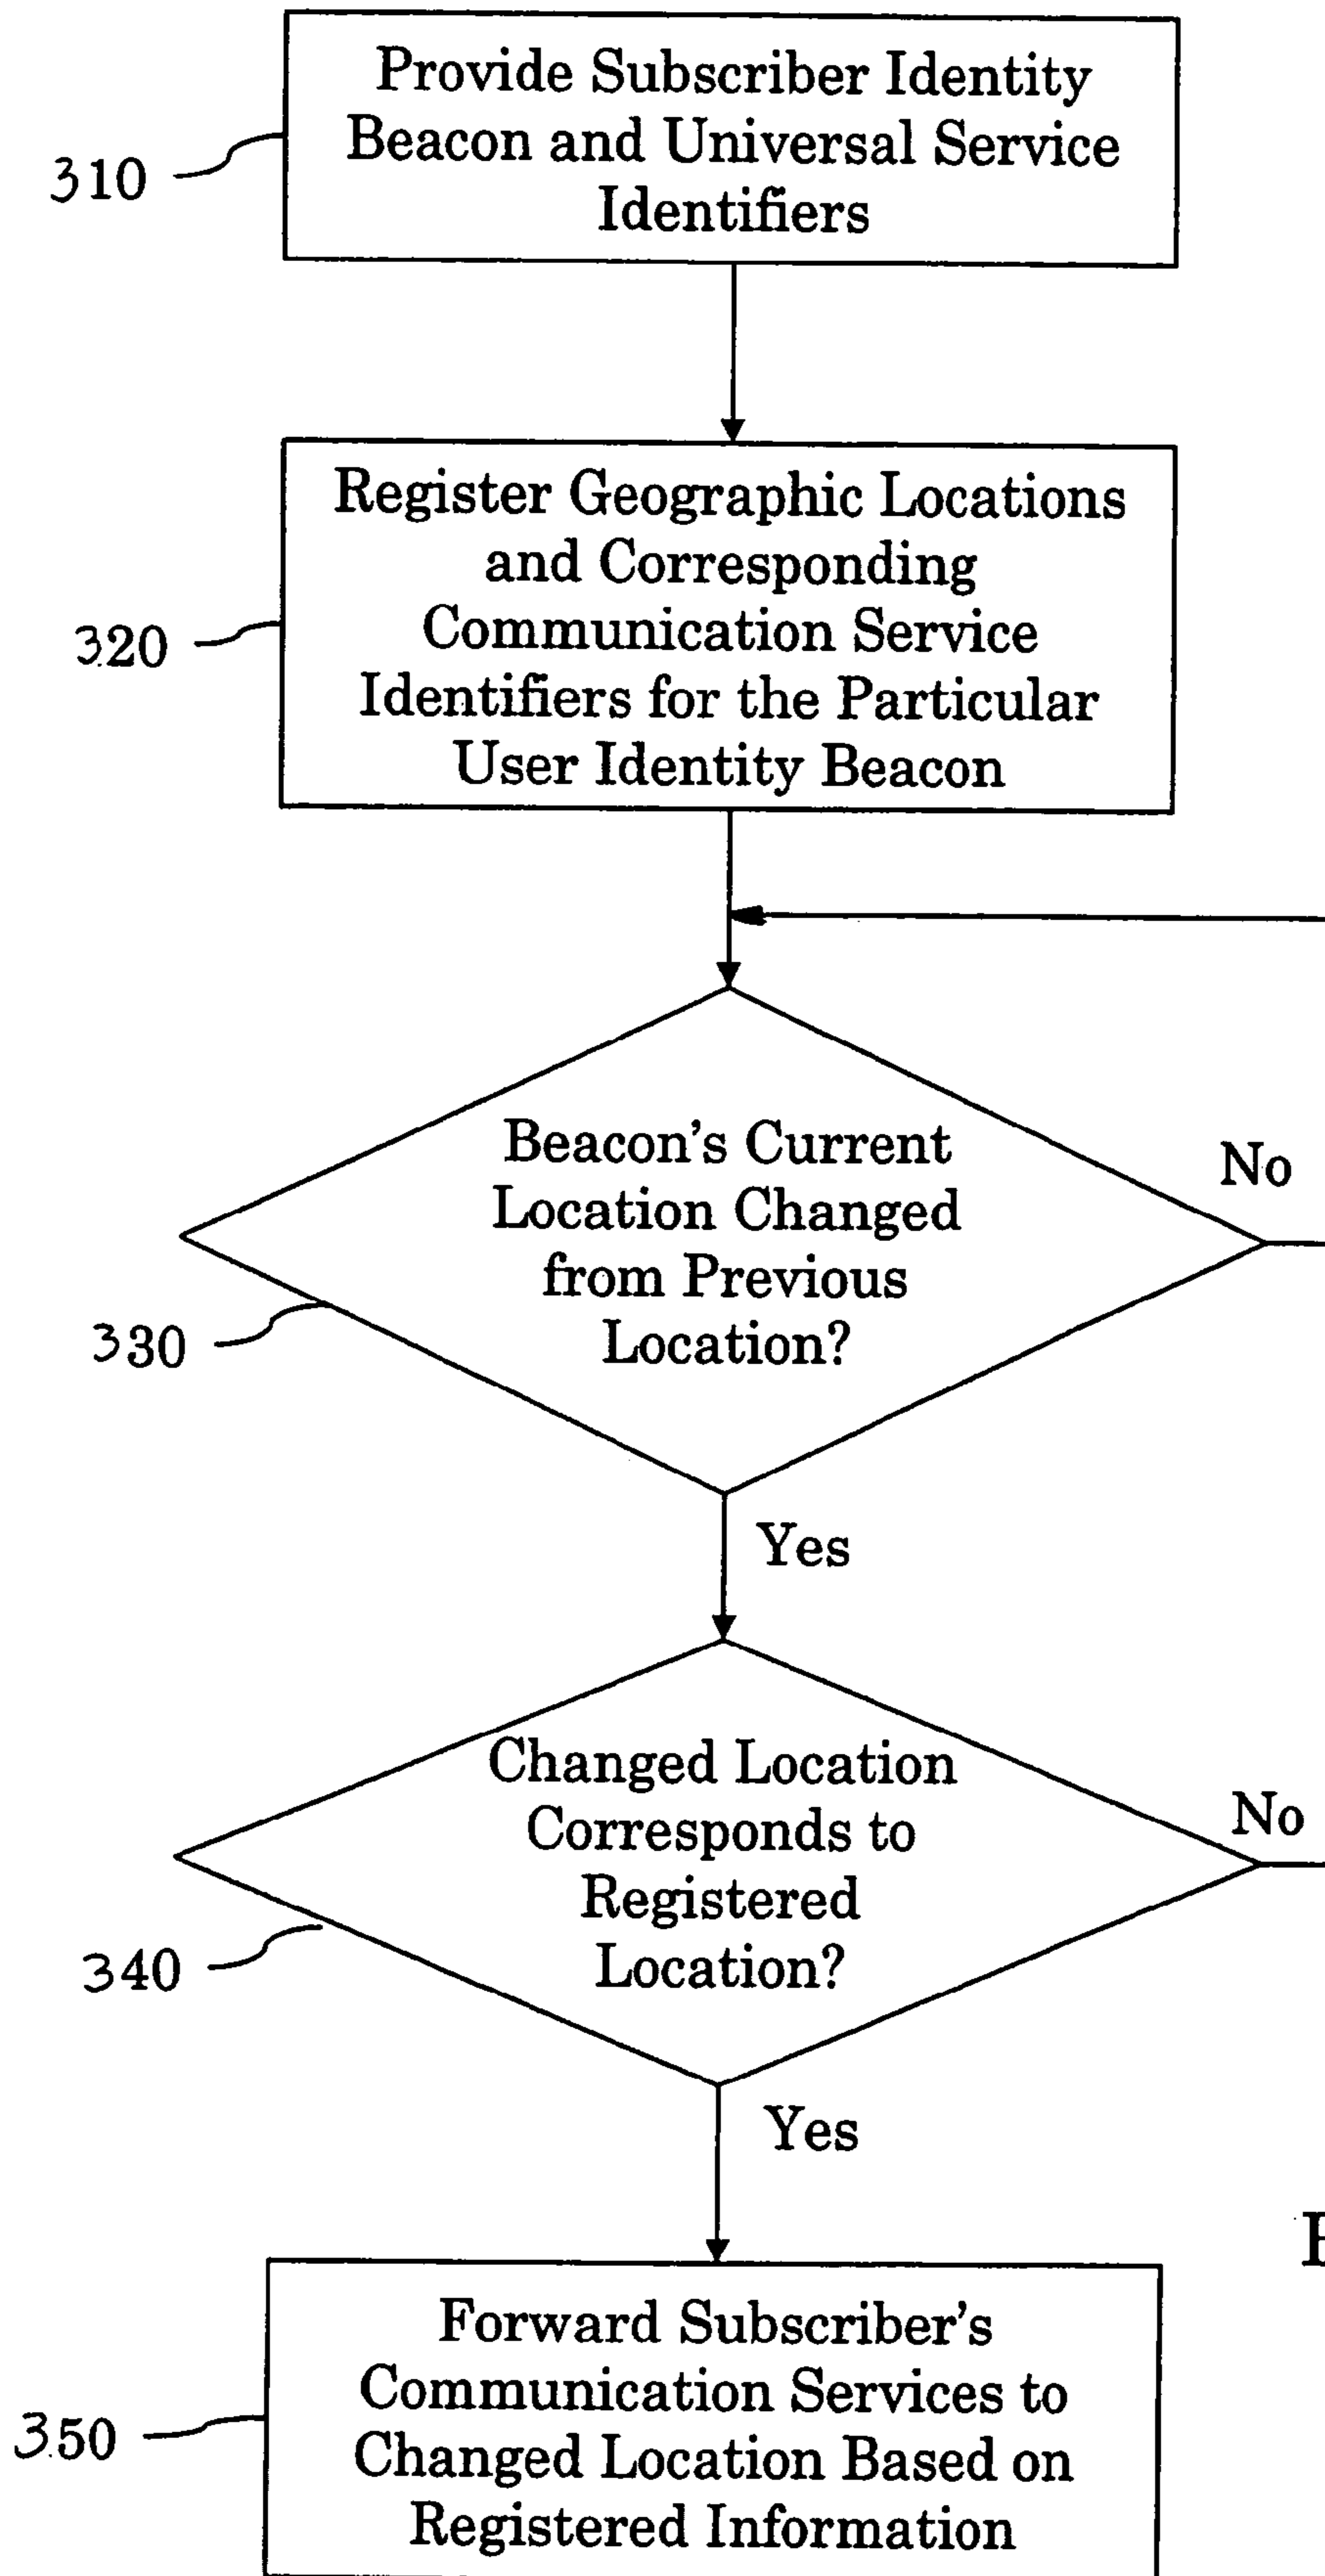 Provide Subscriber Identity
Beacon and Universal Service
Identifiers
310
Register Geographic Locations
and Corresponding
Communication Service
Identifiers for the Particular
User Identity Beacon
320
Beacon's Current
Location Changed
from Previous
Location?
No
330
Yes
Changed Location
Corresponds to
Registered
Location?
No
340
Yes
Forward Subscriber's
Communication Services to
Changed Location Based on
Registered Information
350